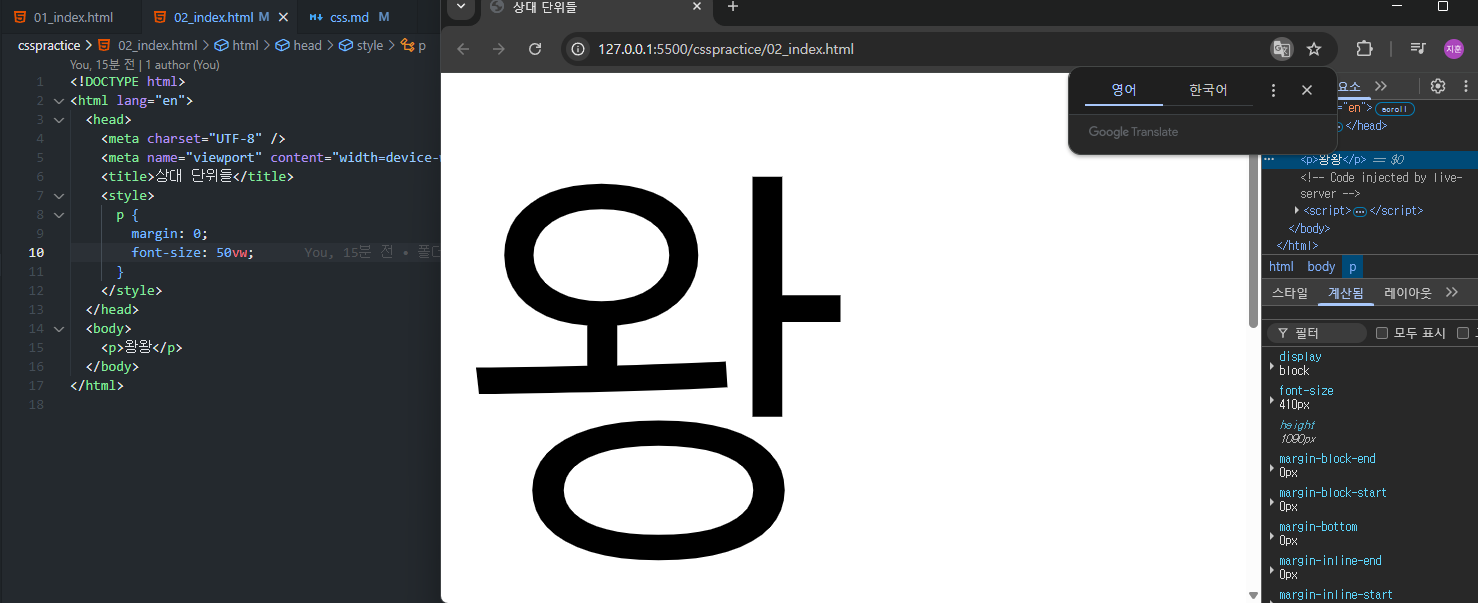 01_index.html
02_index.html M
css.md M
csspractice > 02_index.html > html > head > style > p
You, 15분 전 | 1 author (You)
1 <!DOCTYPE html>
2 <html lang="en">
3 <head>
4 <meta charset="UTF-8" />
5 <meta name="viewport" content="width=device-
6 <title>상대 단위들</title>
7 <style>
8 p {
9 margin: 0;
10 font-size: 50vw; You, 15분 전 •
11 }
12 </style>
13 </head>
14 <body>
15 <p>왕왕</p>
16 </body>
17 </html>
18
상대 단위들
127.0.0.1:5500/csspractice/02_index.html
지훈
영어 한국어
Google Translate
왕
요소
="en"> scroll
</head>
<p>왕왕</p> == $0
<!-- Code injected by live-
server -->
<script> </script>
</body>
</html>
html body p
스타일 계산됨 레이아웃
필터 모두 표시
display
block
font-size
410px
height
1090px
margin-block-end
0px
margin-block-start
0px
margin-bottom
0px
margin-inline-end
0px
margin-inline-start